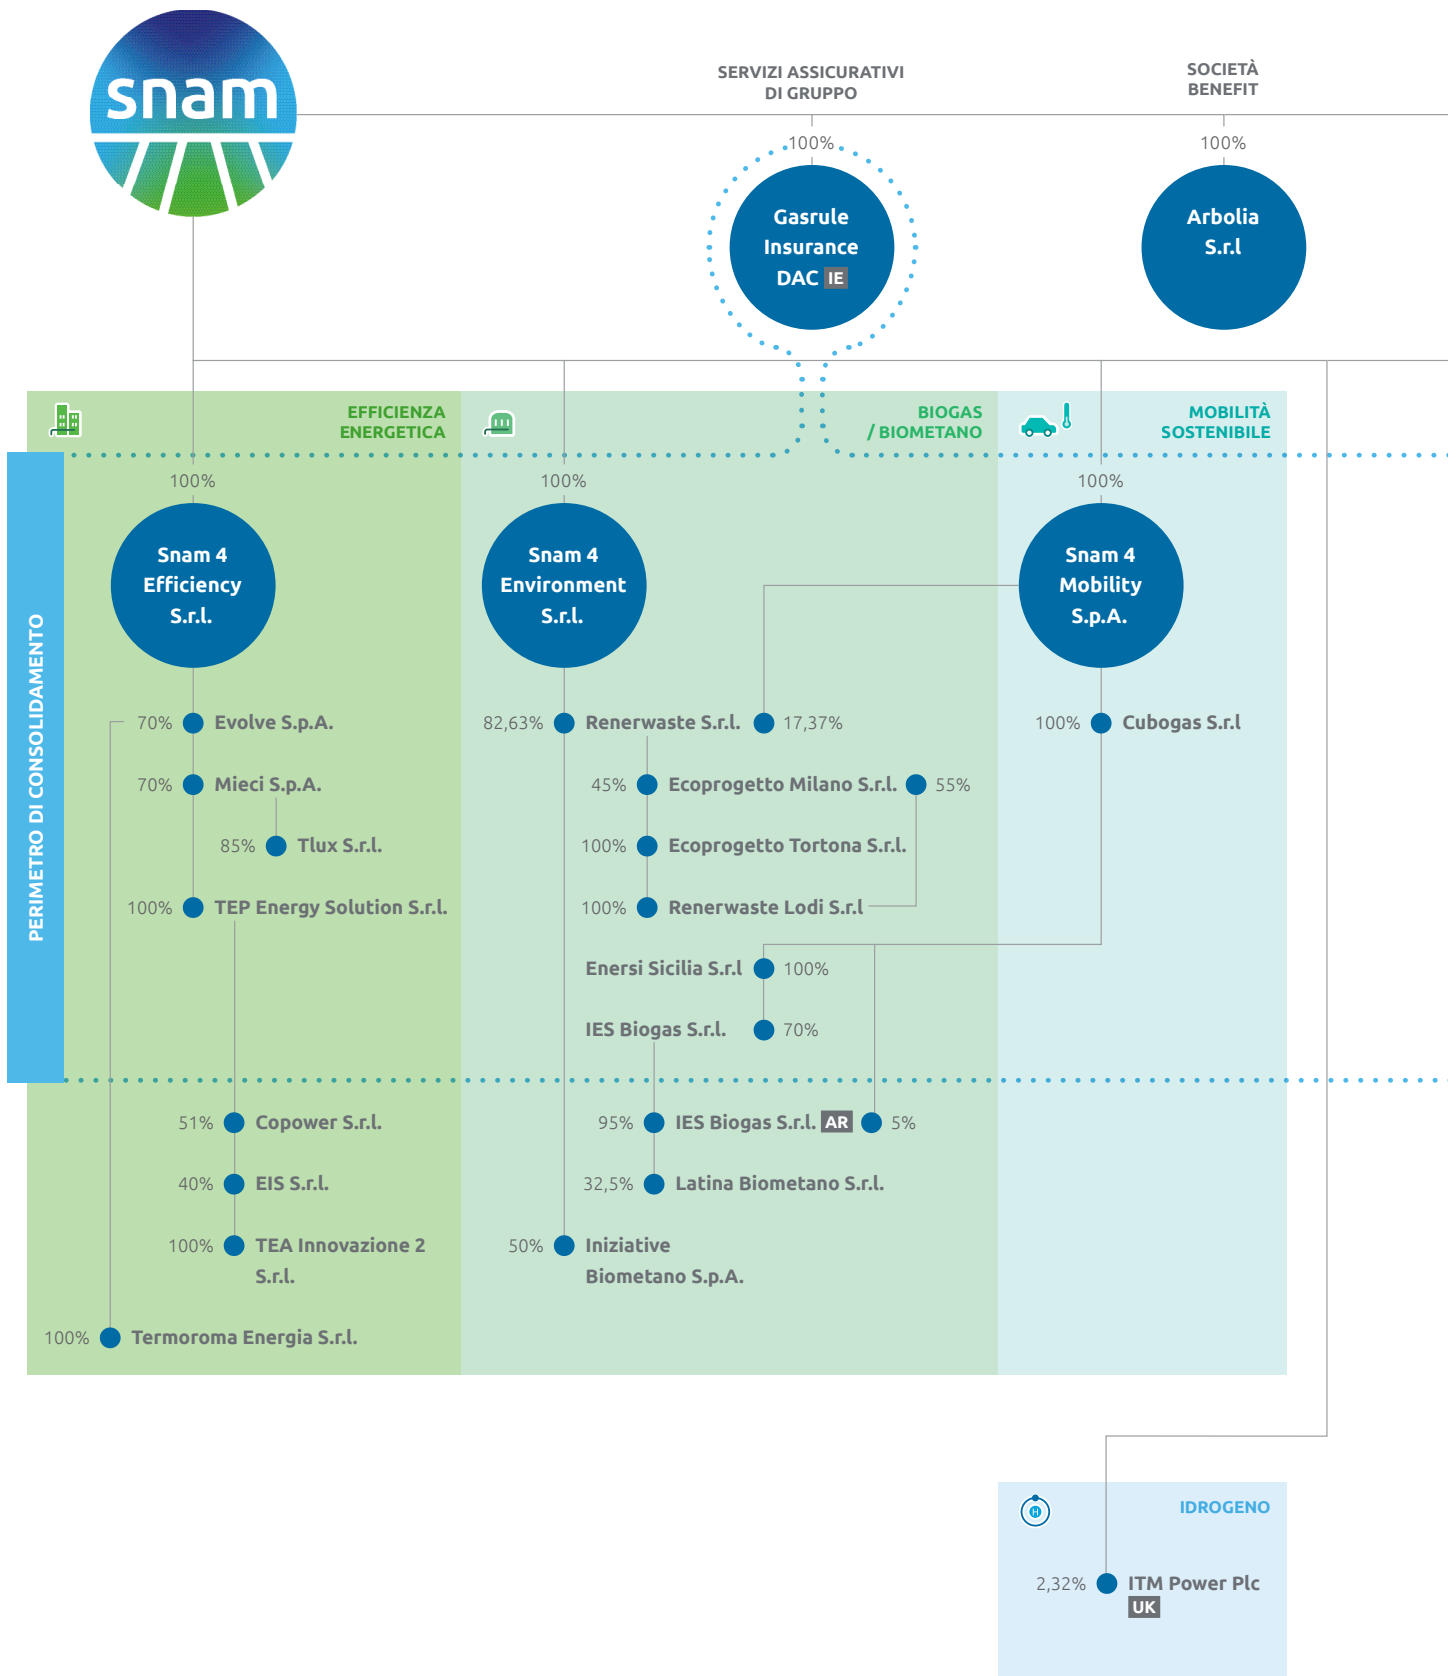 snam
SERVIZI ASSICURATIVI
DI GRUPPO
SOCIETÀ
BENEFIT
100%
100%
Gasrule
Insurance
DAC IE
Arbolia
S.r.l
EFFICIENZA
ENERGETICA
BIOGAS
/ BIOMETANO
MOBILITÀ
SOSTENIBILE
PERIMETRO DI CONSOLIDAMENTO
100%
100%
100%
Snam 4
Efficiency
S.r.l.
Snam 4
Environment
S.r.l.
Snam 4
Mobility
S.p.A.
70% Evolve S.p.A.
82,63% Renerwaste S.r.l. 17,37%
100% Cubogas S.r.l
70% Mieci S.p.A.
45% Ecoprogetto Milano S.r.l. 55%
85% Tlux S.r.l.
100% Ecoprogetto Tortona S.r.l.
100% TEP Energy Solution S.r.l.
100% Renerwaste Lodi S.r.l
Enersi Sicilia S.r.l 100%
IES Biogas S.r.l. 70%
51% Copower S.r.l.
95% IES Biogas S.r.l. AR 5%
40% EIS S.r.l.
32,5% Latina Biometano S.r.l.
100% TEA Innovazione 2
S.r.l.
50% Iniziative
Biometano S.p.A.
100% Termoroma Energia S.r.l.
IDROGENO
H
2,32% ITM Power Plc
UK